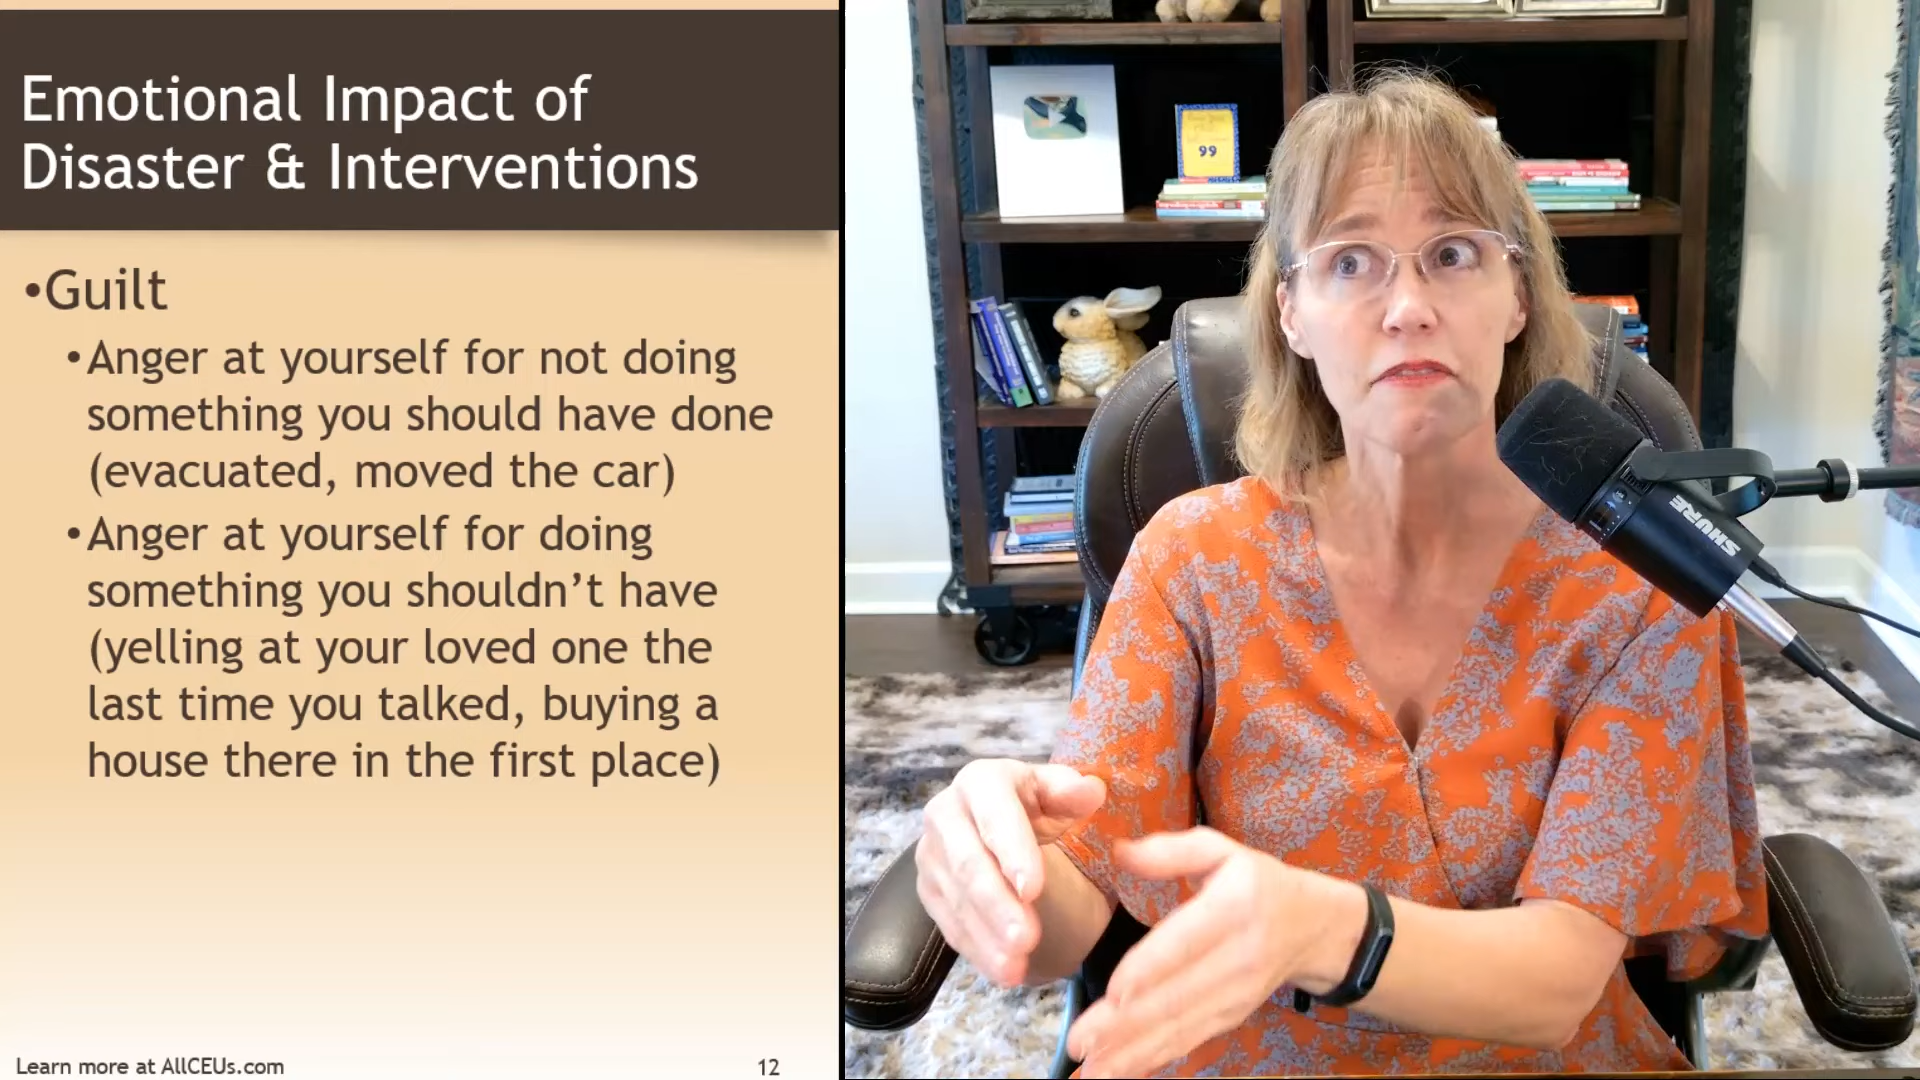 Emotional Impact of
Disaster & Interventions
•Guilt
•Anger at yourself for not doing
something you should have done
(evacuated, moved the car)
•Anger at yourself for doing
something you shouldn’t have
(yelling at your loved one the
last time you talked, buying a
house there in the first place)
Learn more at AllCEUs.com
12
99
SHURE